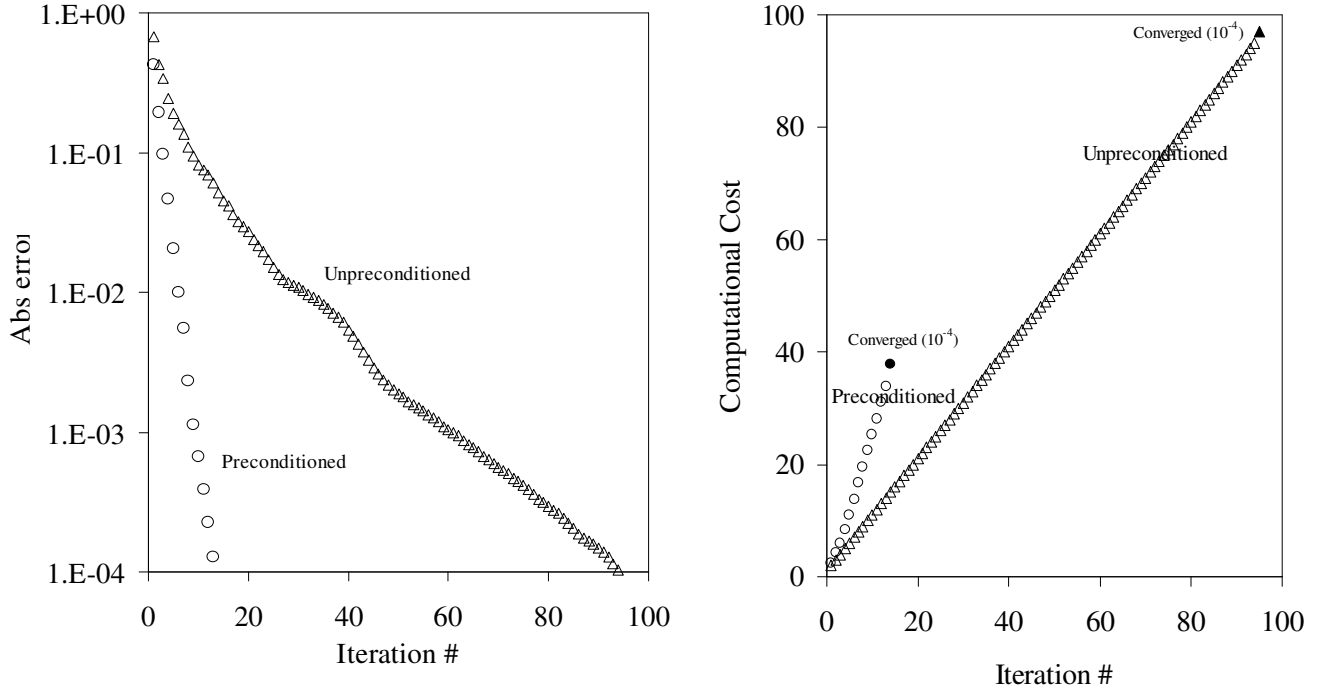 1.E+00
1.E-01
1.E-02
1.E-03
1.E-04
Abs error
Unpreconditioned
Preconditioned
0 20 40 60 80 100
Iteration #
100
80
60
40
20
0
Computational Cost
Converged (10-4)
Unpreconditioned
Converged (10-4)
Preconditioned
0 20 40 60 80 100
Iteration #